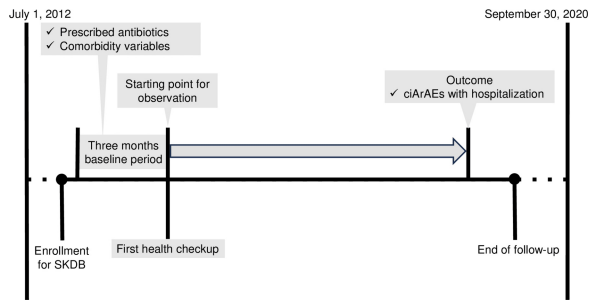 July 1, 2012
September 30, 2020
✓ Prescribed antibiotics
✓ Comorbidity variables
Starting point for
observation
Outcome
✓ ciArAEs with hospitalization
Three months
baseline period
Enrollment
for SKDB
First health checkup
End of follow-up